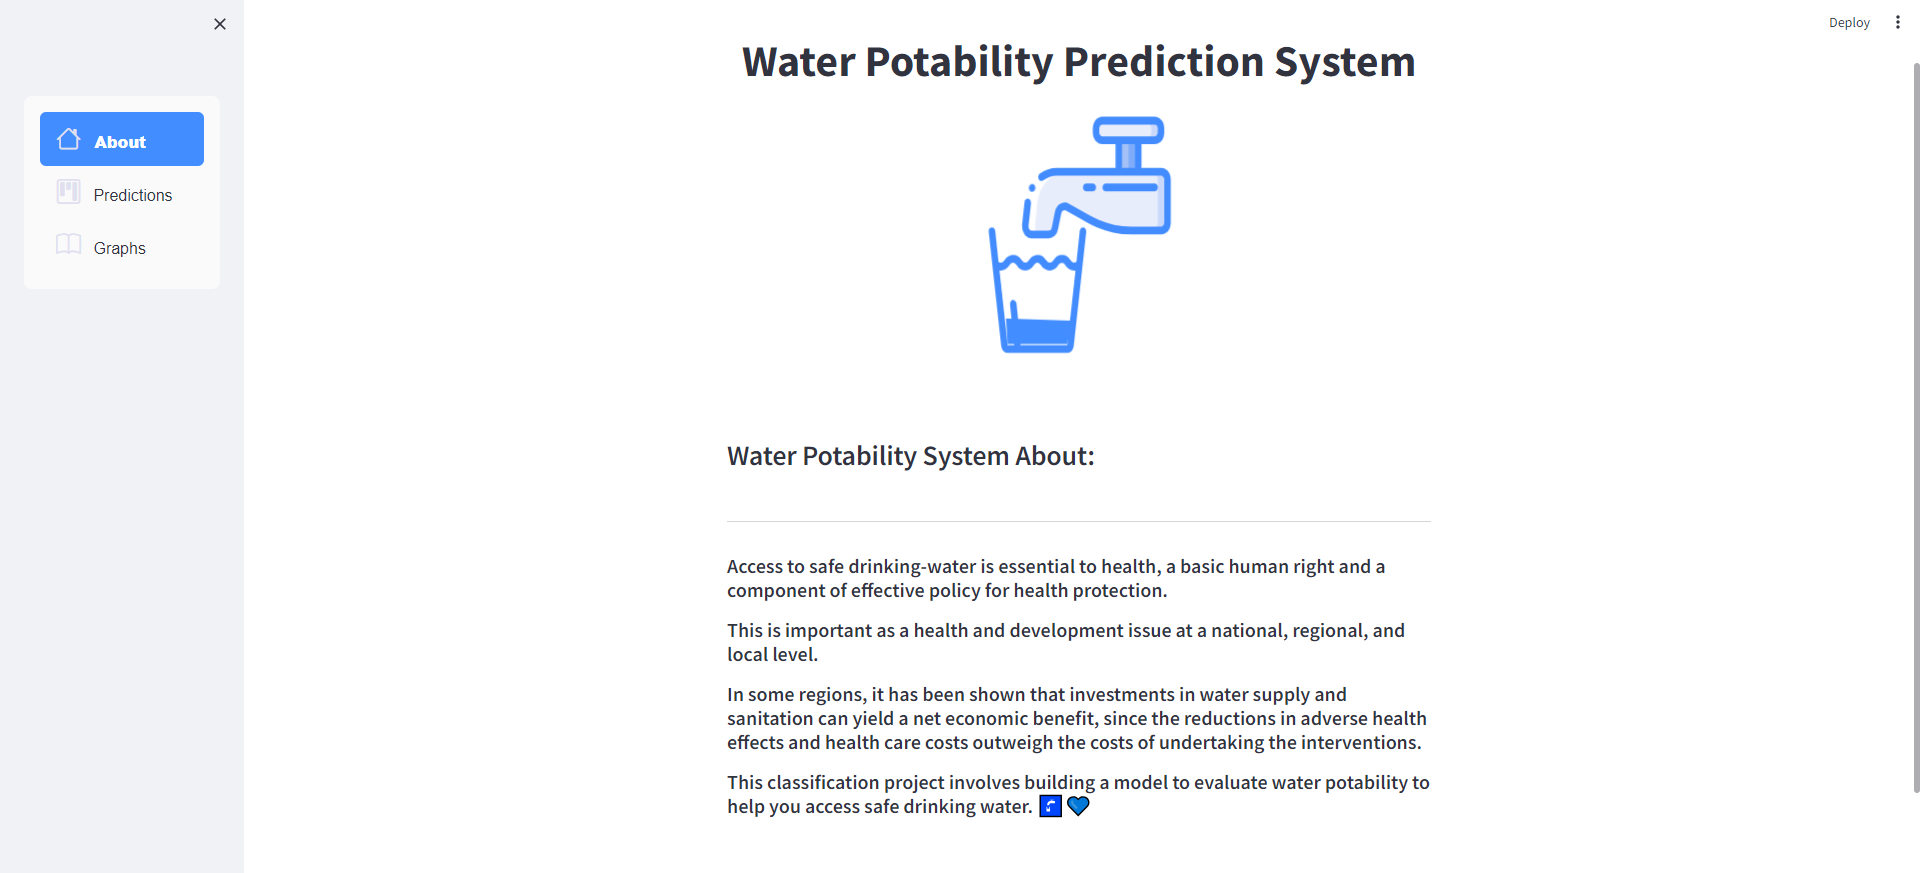 Deploy
About
Predictions
Graphs
Water Potability Prediction System
Water Potability System About:
Access to safe drinking-water is essential to health, a basic human right and a
component of effective policy for health protection.
This is important as a health and development issue at a national, regional, and
local level.
In some regions, it has been shown that investments in water supply and
sanitation can yield a net economic benefit, since the reductions in adverse health
effects and health care costs outweigh the costs of undertaking the interventions.
This classification project involves building a model to evaluate water potability to
help you access safe drinking water. 🚰💙